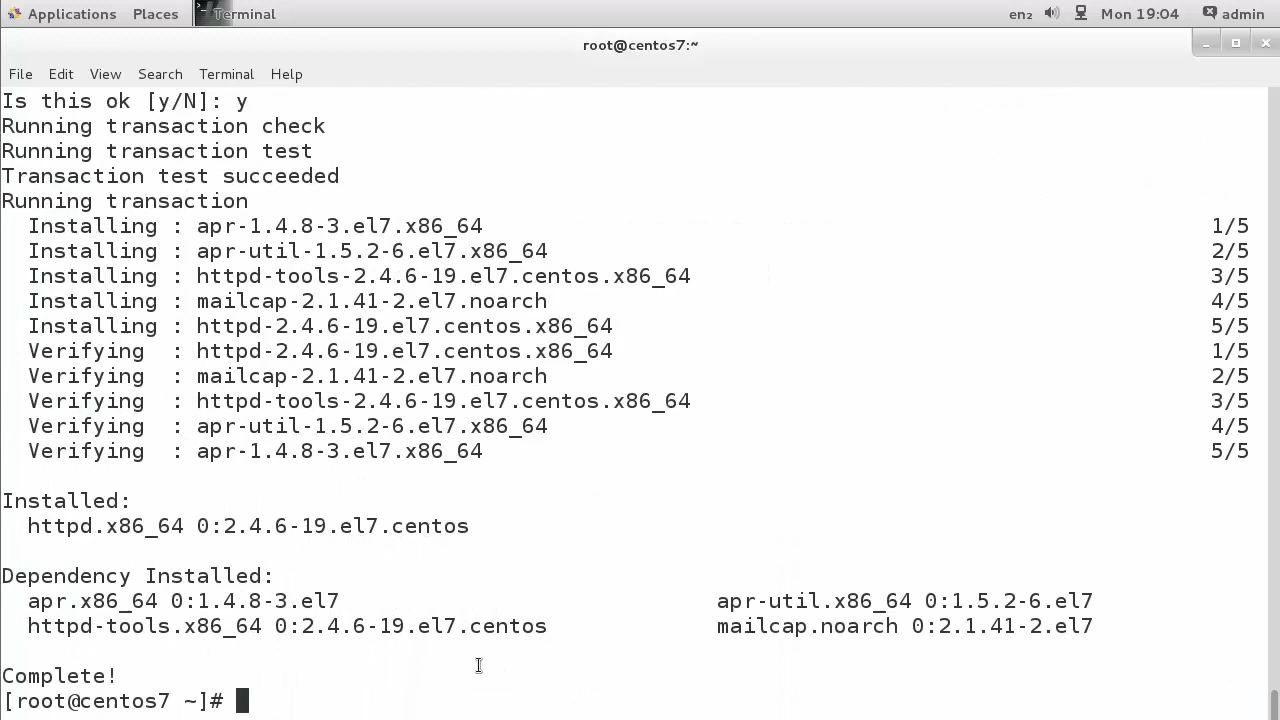 Applications Places Terminal en₂ Mon 19:04 admin
root@centos7:~
File Edit View Search Terminal Help
Is this ok [y/N]: y
Running transaction check
Running transaction test
Transaction test succeeded
Running transaction
Installing : apr-1.4.8-3.el7.x86_64 1/5
Installing : apr-util-1.5.2-6.el7.x86_64 2/5
Installing : httpd-tools-2.4.6-19.el7.centos.x86_64 3/5
Installing : mailcap-2.1.41-2.el7.noarch 4/5
Installing : httpd-2.4.6-19.el7.centos.x86_64 5/5
Verifying : httpd-2.4.6-19.el7.centos.x86_64 1/5
Verifying : mailcap-2.1.41-2.el7.noarch 2/5
Verifying : httpd-tools-2.4.6-19.el7.centos.x86_64 3/5
Verifying : apr-util-1.5.2-6.el7.x86_64 4/5
Verifying : apr-1.4.8-3.el7.x86_64 5/5
Installed:
httpd.x86_64 0:2.4.6-19.el7.centos
Dependency Installed:
apr.x86_64 0:1.4.8-3.el7 apr-util.x86_64 0:1.5.2-6.el7
httpd-tools.x86_64 0:2.4.6-19.el7.centos mailcap.noarch 0:2.1.41-2.el7
Complete!
[root@centos7 ~]#